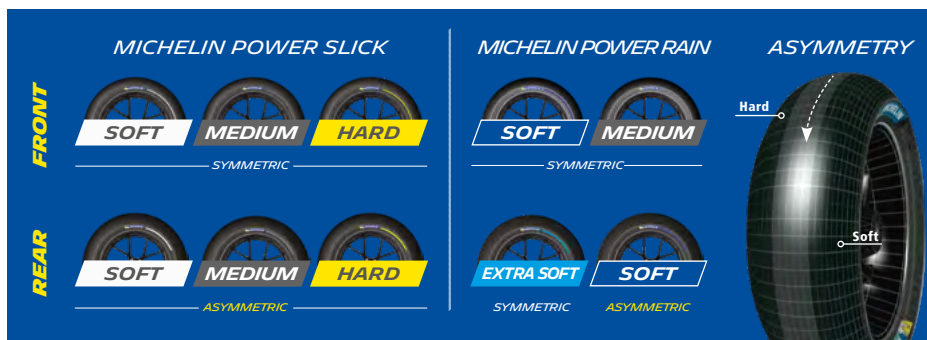 MICHELIN POWER SLICK
MICHELIN POWER RAIN
ASYMMETRY
FRONT
SOFT
MEDIUM
HARD
SYMMETRIC
SOFT
MEDIUM
SYMMETRIC
REAR
SOFT
MEDIUM
HARD
ASYMMETRIC
EXTRA SOFT
SOFT
SYMMETRIC
ASYMMETRIC
Hard
Soft